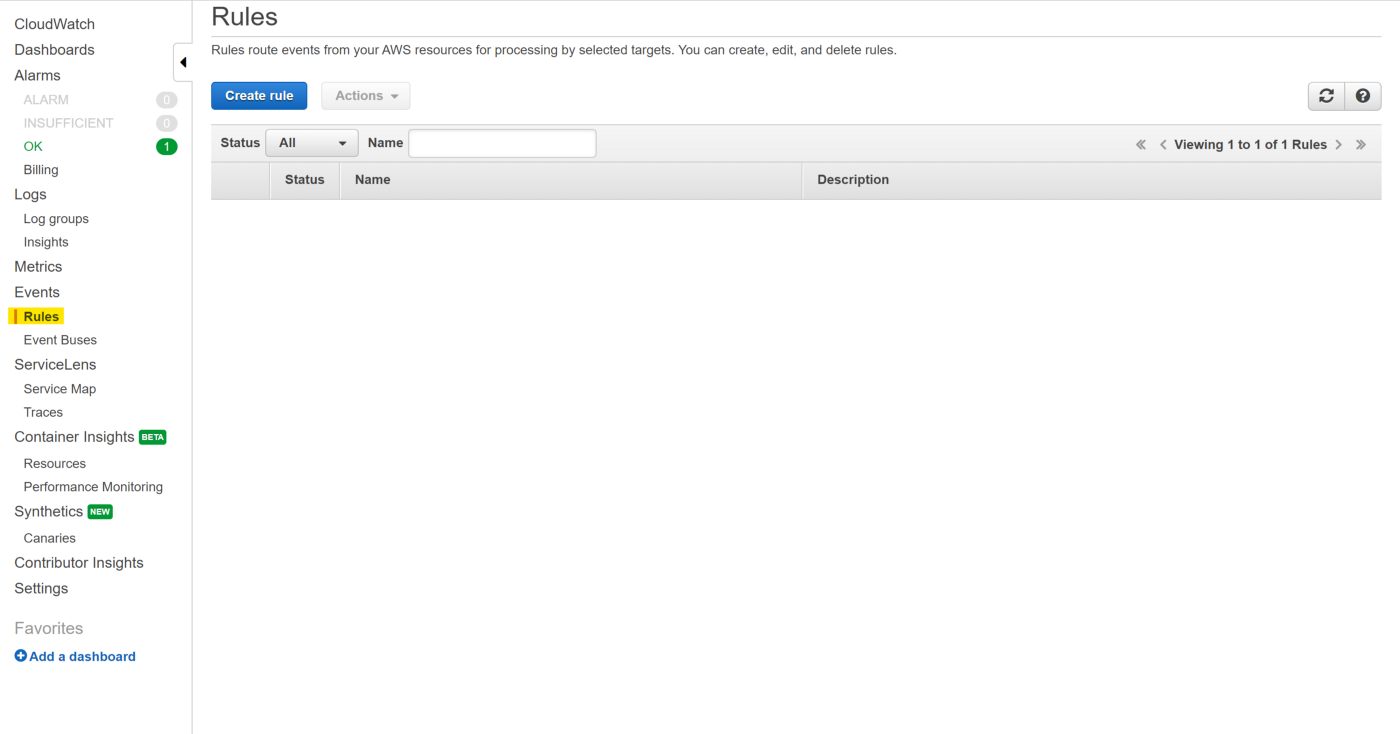 CloudWatch
Dashboards
Alarms
ALARM 0
INSUFFICIENT 0
OK 1
Billing
Logs
Log groups
Insights
Metrics
Events
Rules
Event Buses
ServiceLens
Service Map
Traces
Container Insights BETA
Resources
Performance Monitoring
Synthetics NEW
Canaries
Contributor Insights
Settings
Favorites
Add a dashboard
Rules
Rules route events from your AWS resources for processing by selected targets. You can create, edit, and delete rules.
Create rule Actions
Status All Name « < Viewing 1 to 1 of 1 Rules > »
Status Name Description